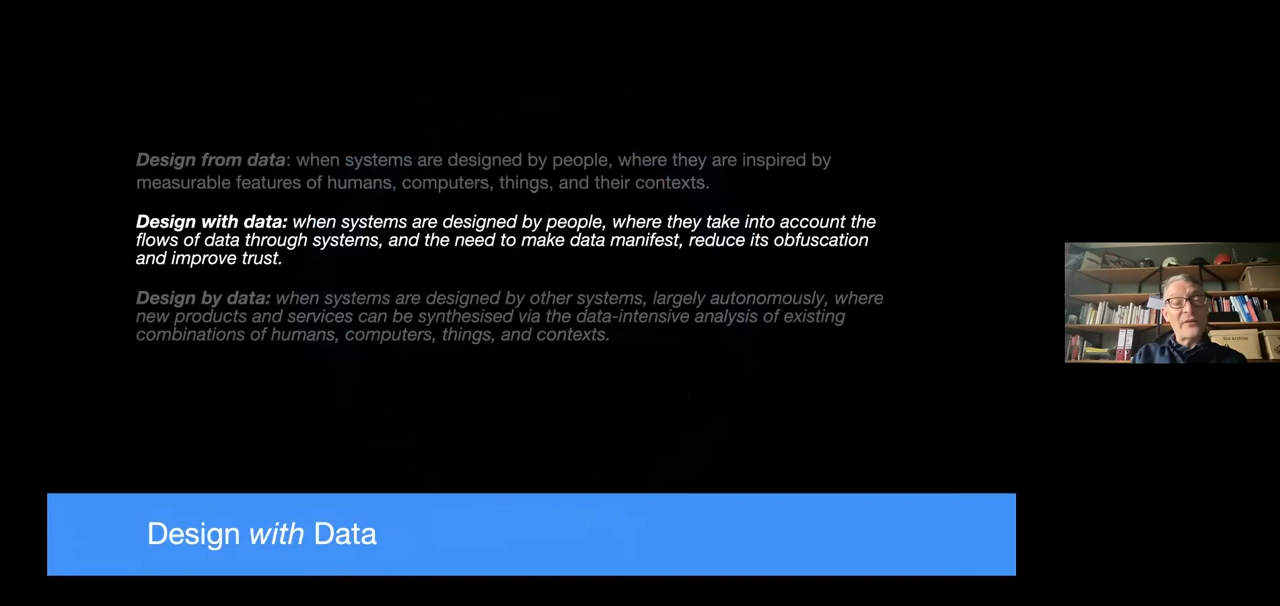 Design from data: when systems are designed by people, where they are inspired by
measurable features of humans, computers, things, and their contexts.
Design with data: when systems are designed by people, where they take into account the
flows of data through systems, and the need to make data manifest, reduce its obfuscation
and improve trust.
Design by data: when systems are designed by other systems, largely autonomously, where
new products and services can be synthesised via the data-intensive analysis of existing
combinations of humans, computers, things, and contexts.
Design with Data